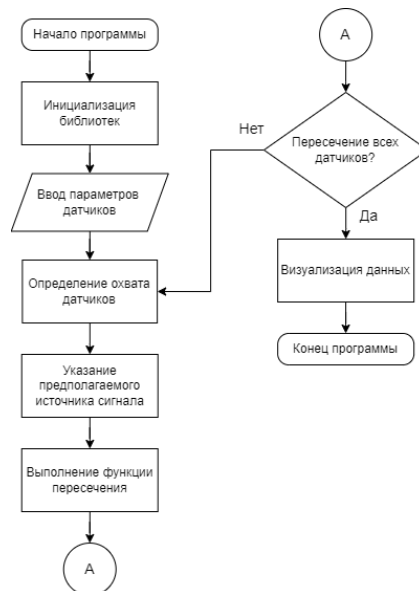 Начало программы
Инициализация
библиотек
Ввод параметров
датчиков
Определение охвата
датчиков
Указание
предполагаемого
источника сигнала
Выполнение функции
пересечения
А
А
Пересечение всех
датчиков?
Нет
Да
Визуализация данных
Конец программы